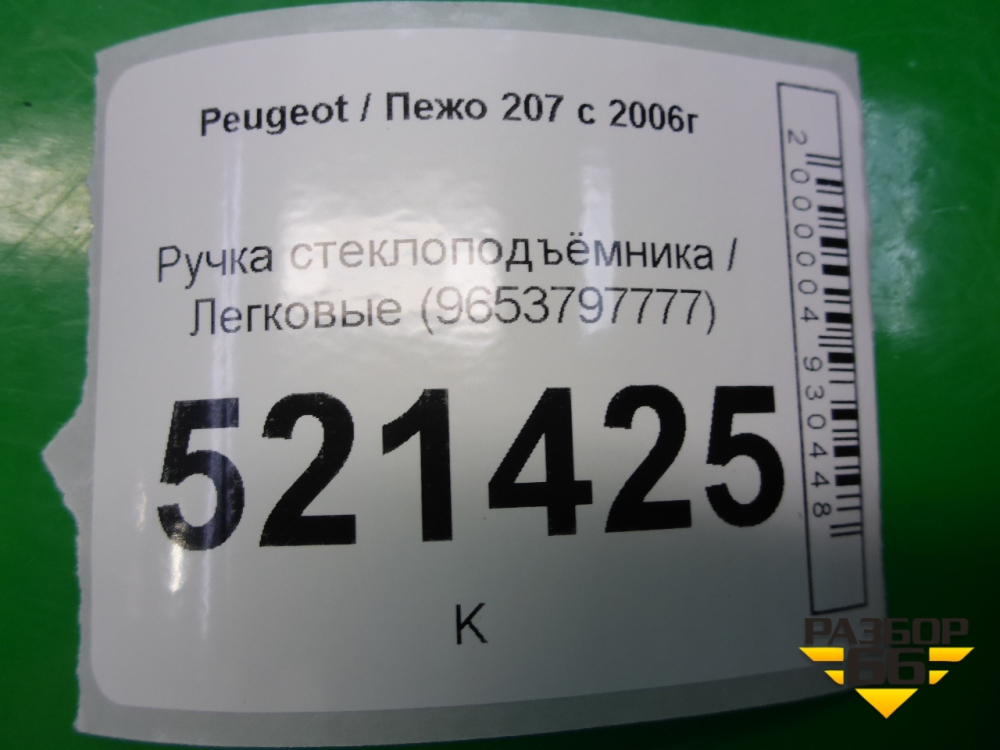 Peugeot / Пежо 207 с 2006г
Ручка стеклоподъёмника /
Легковые (9653797777)
521425
К
2000004930448
РАЗБОР
66